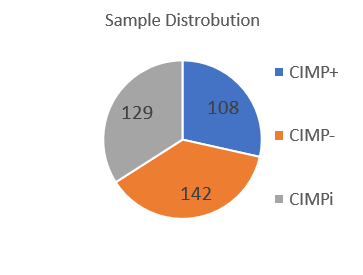 Sample Distrobution
108
CIMP+
129
CIMP-
142
CIMPi